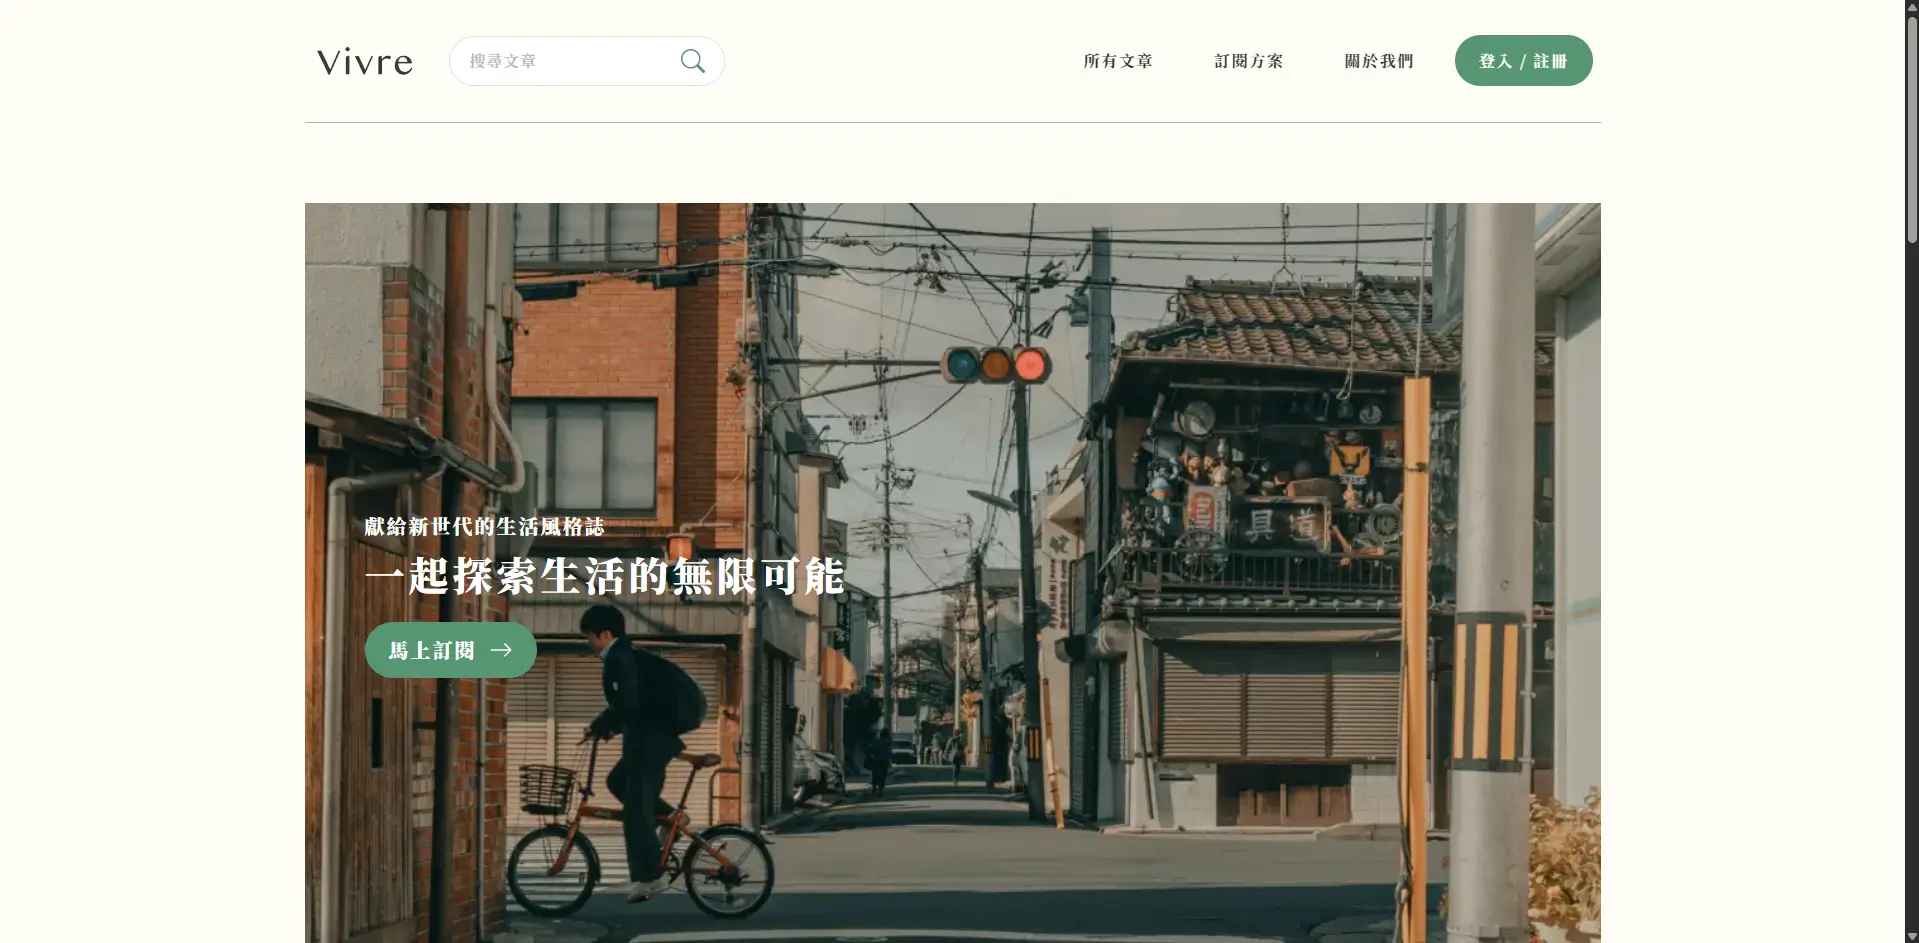 Vivre
搜尋文章
所有文章
訂閱方案
關於我們
登入 / 註冊
獻給新世代的生活風格誌
一起探索生活的無限可能
馬上訂閱
具道